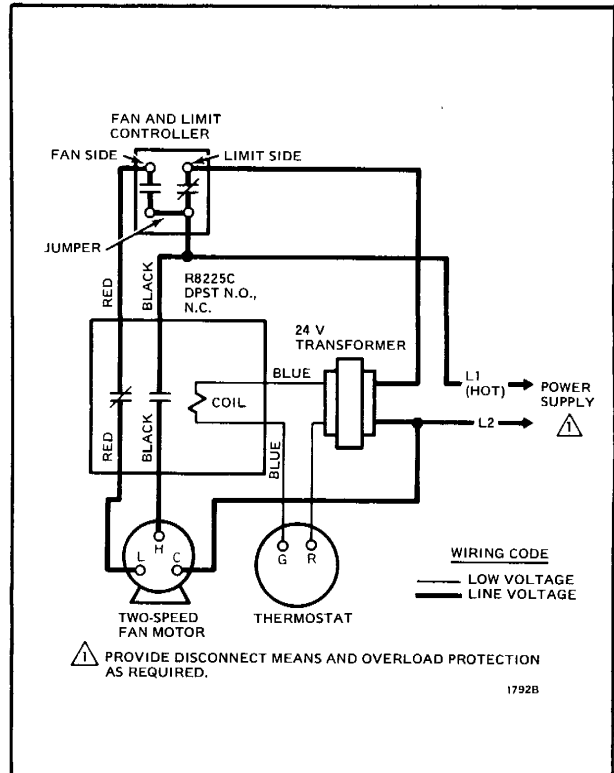 FAN AND LIMIT
CONTROLLER
FAN SIDE
LIMIT SIDE
JUMPER
RED
BLACK
R8225C
DPST N.O.,
N.C.
24 V
TRANSFORMER
BLUE
L1
(HOT)
POWER
SUPPLY
1
L2
COIL
RED
BLACK
BLUE
H
L
C
G
R
WIRING CODE
LOW VOLTAGE
LINE VOLTAGE
TWO-SPEED
FAN MOTOR
THERMOSTAT
1 PROVIDE DISCONNECT MEANS AND OVERLOAD PROTECTION
AS REQUIRED.
1792B